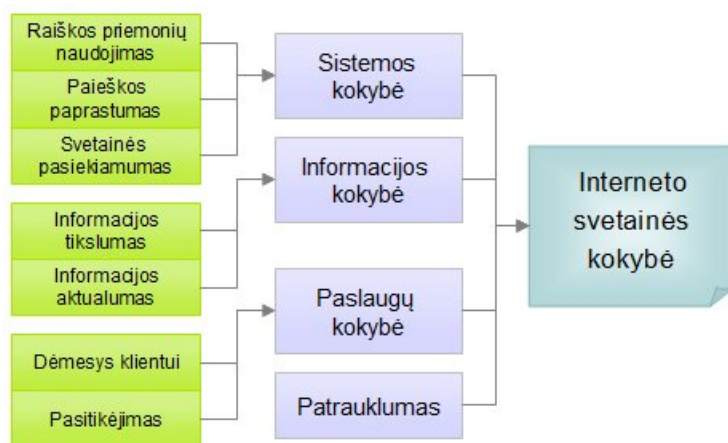 Raiškos priemonių
naudojimas
Paieškos
paprastumas
Svetainės
pasiekiamumas
Informacijos
tikslumas
Informacijos
aktualumas
Dėmesys klientui
Pasitikėjimas
Sistemos
kokybė
Informacijos
kokybė
Paslaugų
kokybė
Patrauklumas
Interneto
svetainės
kokybė